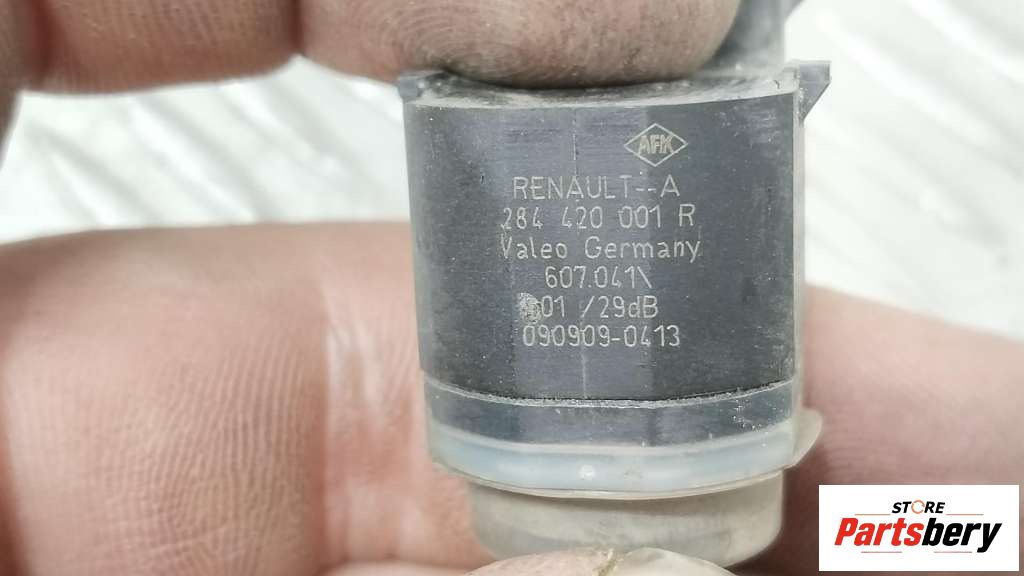 AFK
RENAULT--A
284 420 001 R
Valeo Germany
607.041\
01 /29dB
090909-0413
STORE
Partsbery